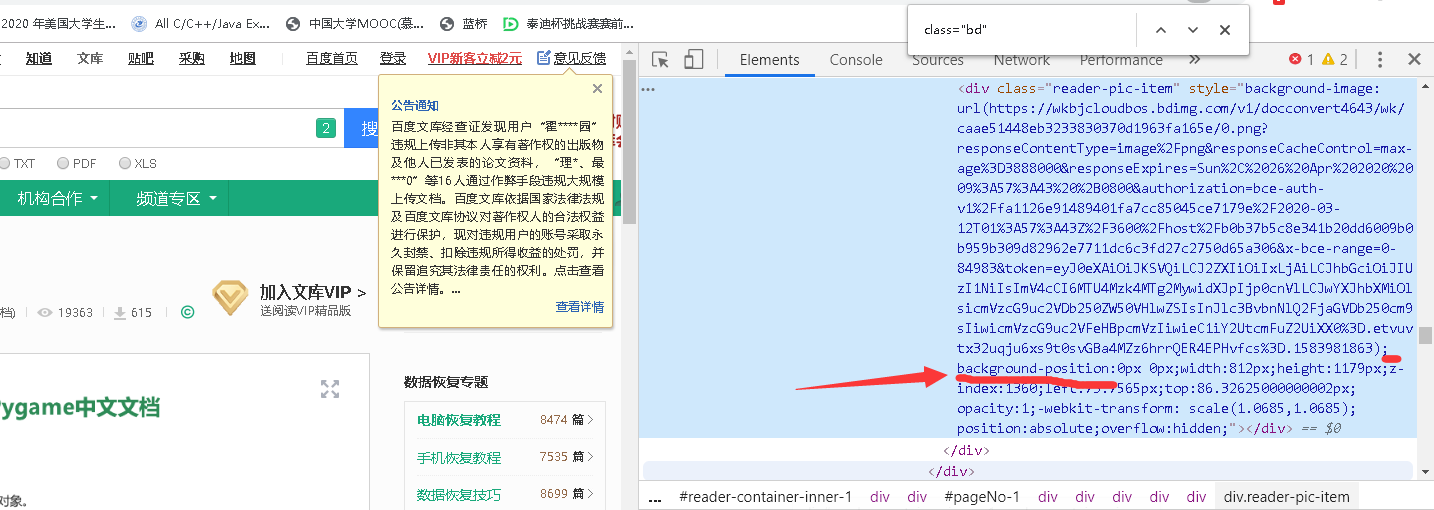 2020 年美国大学生...
All C/C++/Java Ex...
中国大学MOOC(慕...
蓝桥
泰迪杯挑战赛赛前...
class="bd"
知道 文库 贴吧 采购 地图 百度首页 登录 VIP新客立减2元 意见反馈
Elements Console Sources Network Performance » 1 2
2
搜
TXT PDF XLS
机构合作 频道专区
公告通知
百度文库经查证发现用户“翟****园”
违规上传非其本人享有著作权的出版物
及他人已发表的论文资料，“理*、最
***0”等16人通过作弊手段违规大规模
上传文档。百度文库依据国家法律法规
及百度文库协议对著作权人的合法权益
进行保护，现对违规用户的账号采取永
久封禁、扣除违规所得收益的处罚，并
保留追究其法律责任的权利。点击查看
公告详情。...
查看详情
加入文库VIP >
送阅读VIP精品版
档) 19363 615
ygame中文文档
对象。
数据恢复专题
电脑恢复教程 8474 篇
手机恢复教程 7535 篇
数据恢复技巧 8699 篇
...
<div class="reader-pic-item" style="background-image:
url(https://wkbjcloudbos.bdimg.com/v1/docconvert4643/wk/
caae51448eb3233830370d1963fa165e/0.png?
responseContentType=image%2Fpng&responseCacheControl=max-
age%3D3888000&responseExpires=Sun%2C%2026%20Apr%202020%20
09%3A57%3A43%20%2B0800&authorization=bce-auth-
v1%2Ffa1126e91489401fa7cc85045ce7179e%2F2020-03-
12T01%3A57%3A43Z%2F3600%2Fhost%2Fb0b37b5c8e341b20dd6009b0
b959b309d82962e7711dc6c3fd27c2750d65a306&x-bce-range=0-
84983&token=eyJ0eXAiOiJKSVQiLCJ2ZXIiOiIxLjAiLCJhbGciOiJIU
zI1NiIsImV4cCI6MTU4Mzk4MTg2MywidXJpIjp0cnVlLCJwYXJhbXMiOl
sicmVzcG9uc2VDb250ZW50VHlwZSIsInJlc3BvbnNlQ2FjaGVDb250cm9
sIiwicmVzcG9uc2VFeHBpcmVzIiwieC1iY2UtcmFuZ2UiXX0%3D.etvuv
tx32uqju6xs9t0svGBa4MZz6hrrQER4EPHvfcs%3D.1583981863);
background-position:0px 0px;width:812px;height:1179px;z-
index:1360;left:75.7565px;top:86.32625000000002px;
opacity:1;-webkit-transform: scale(1.0685,1.0685);
position:absolute;overflow:hidden;"></div> == $0
</div>
</div>
... #reader-container-inner-1 div div #pageNo-1 div div div div div div.reader-pic-item